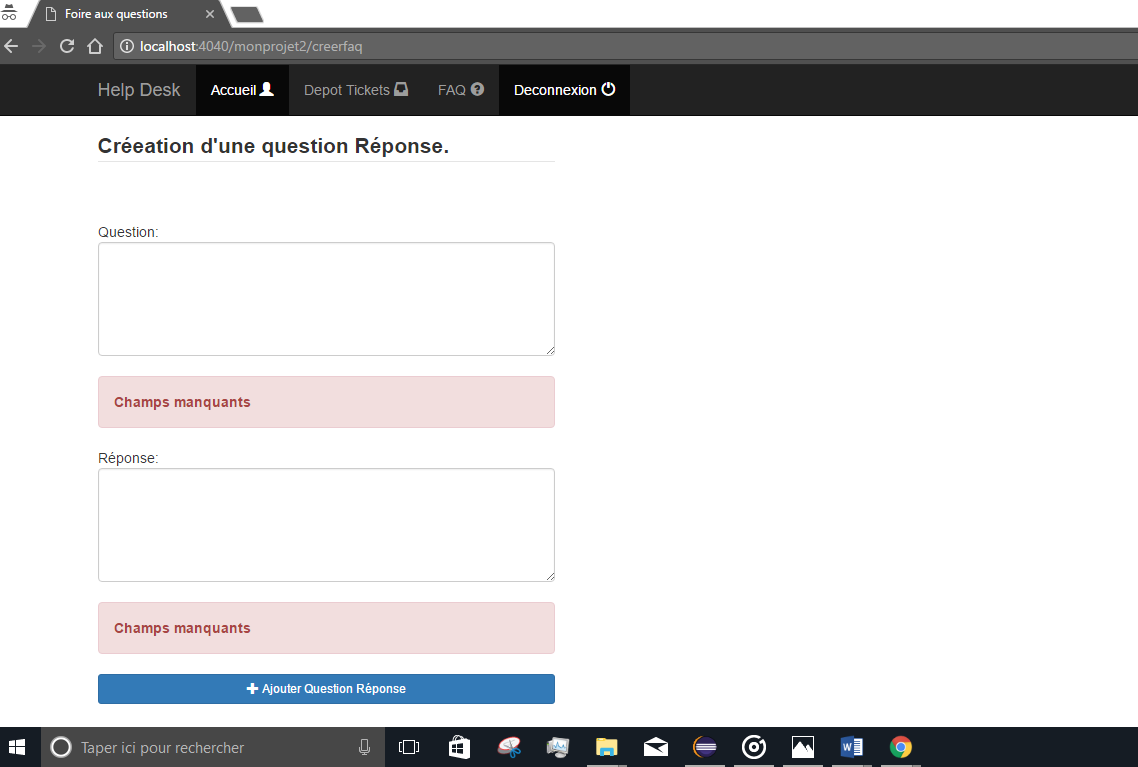 Foire aux questions
localhost:4040/monprojet2/creerfaq
Help Desk Accueil Depot Tickets FAQ Deconnexion
Créeation d'une question Réponse.
Question:
Champs manquants
Réponse:
Champs manquants
Ajouter Question Réponse
Taper ici pour rechercher